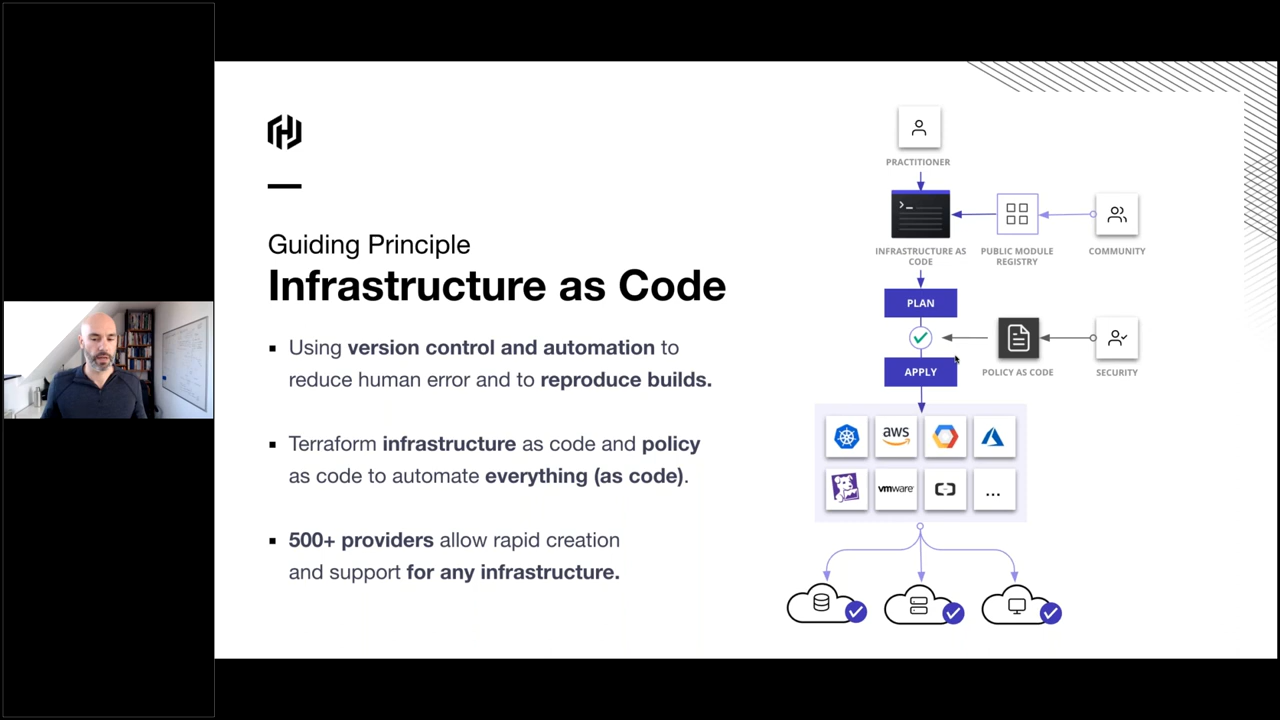 Guiding Principle
Infrastructure as Code
▪ Using version control and automation to
reduce human error and to reproduce builds.
▪ Terraform infrastructure as code and policy
as code to automate everything (as code).
▪ 500+ providers allow rapid creation
and support for any infrastructure.
PRACTITIONER
>_
INFRASTRUCTURE AS
CODE
PUBLIC MODULE
REGISTRY
COMMUNITY
PLAN
POLICY AS CODE
SECURITY
APPLY
aws
vmware
...